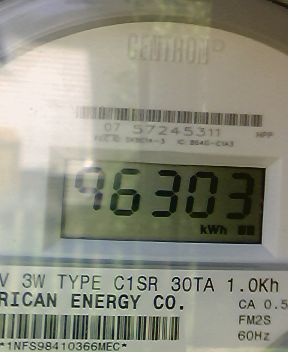 CENTRON®
07 57245311 HPP
96303
kWh
V 3W TYPE C1SR 30TA 1.0Kh
RICAN ENERGY CO.
CA 0.5
FM2S
60Hz
*1NFS98410366MEC*